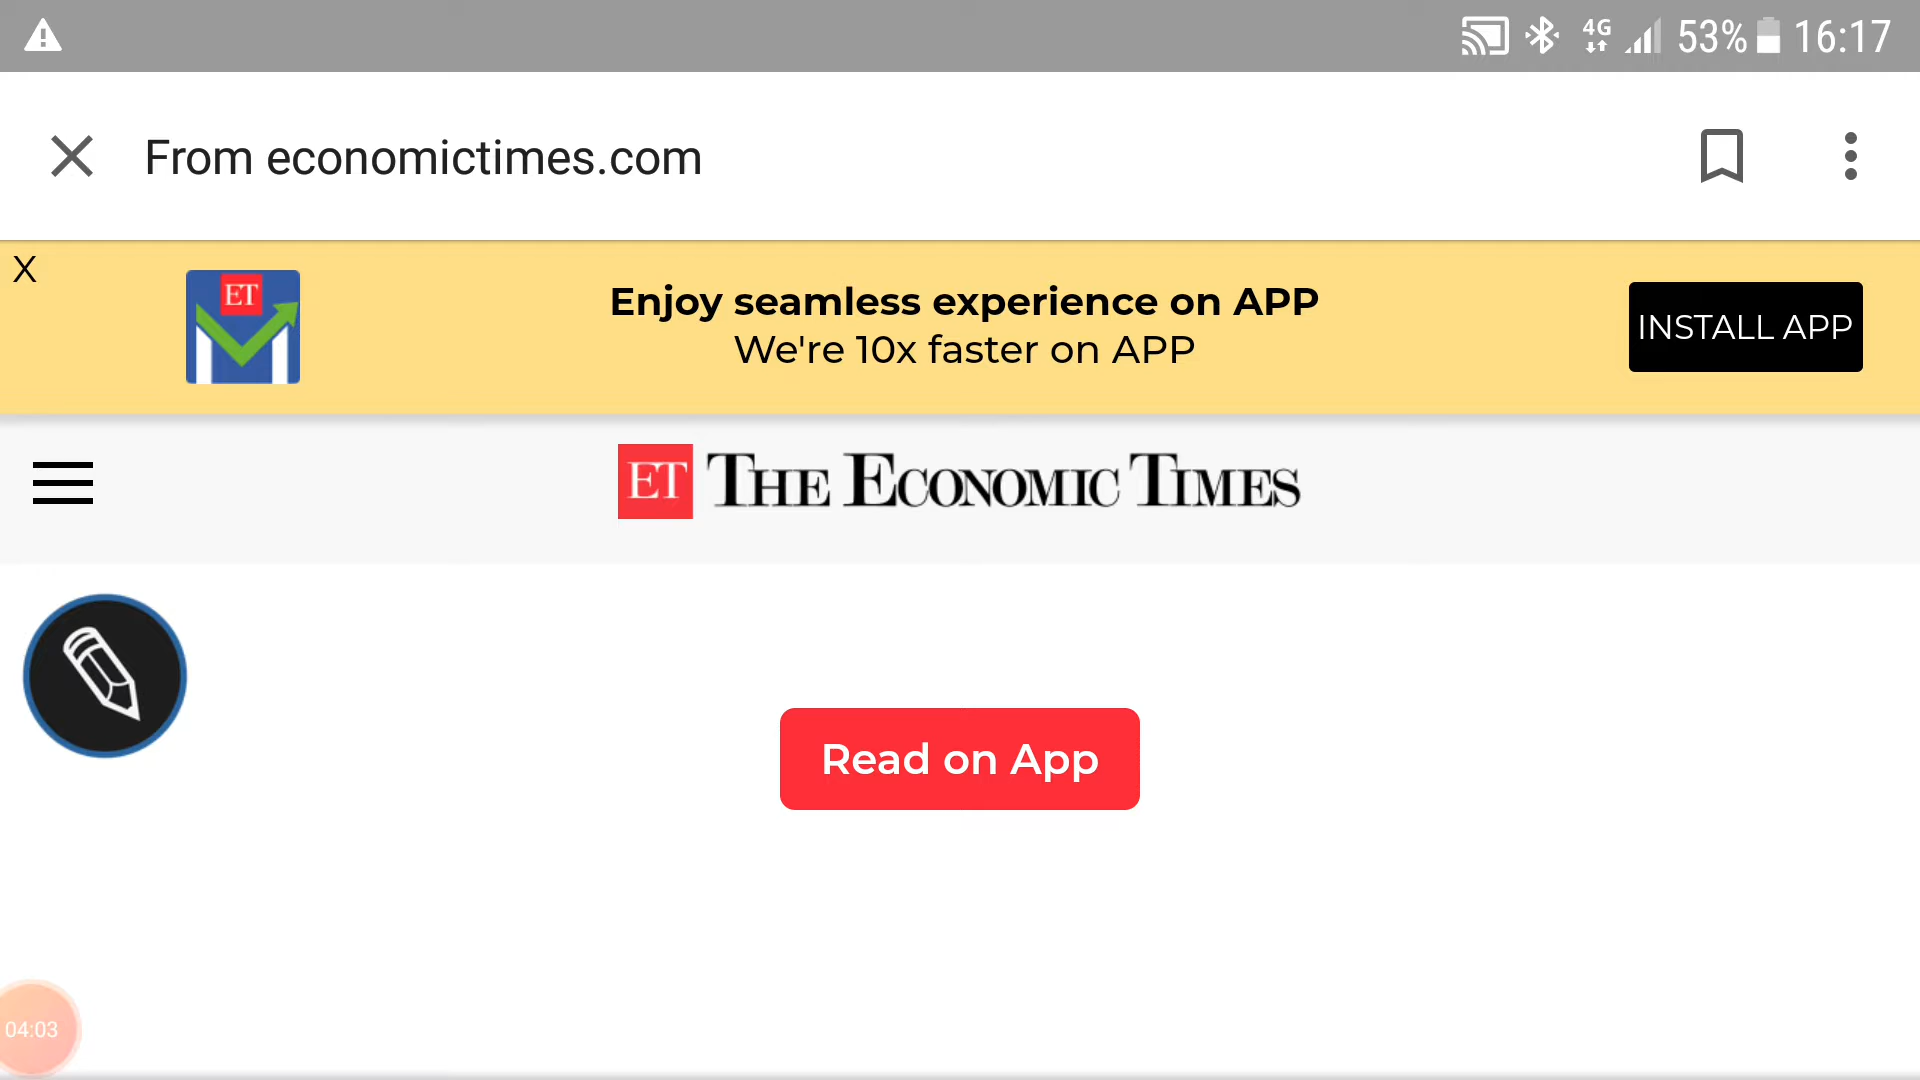 4G 53% 16:17
From economictimes.com
X
ET
Enjoy seamless experience on APP
We're 10x faster on APP
INSTALL APP
ET THE ECONOMIC TIMES
Read on App
04:03